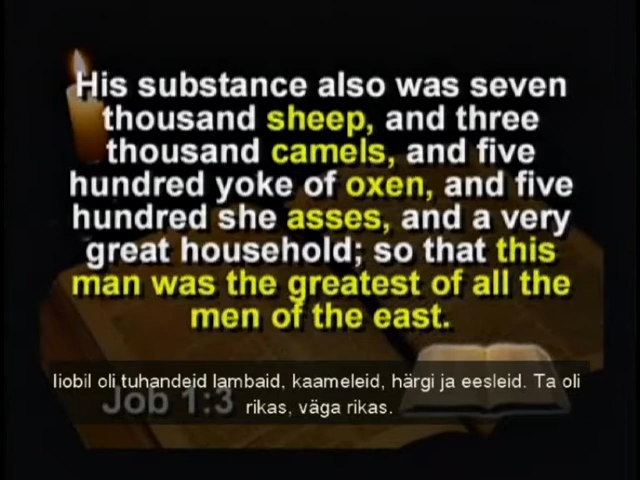 His substance also was seven
thousand sheep, and three
thousand camels, and five
hundred yoke of oxen, and five
hundred she asses, and a very
great household; so that this
man was the greatest of all the
men of the east.
Iiobil oli tuhandeid lambaid, kaameleid, härgi ja eesleid. Ta oli
rikas, väga rikas.
Job 1:3